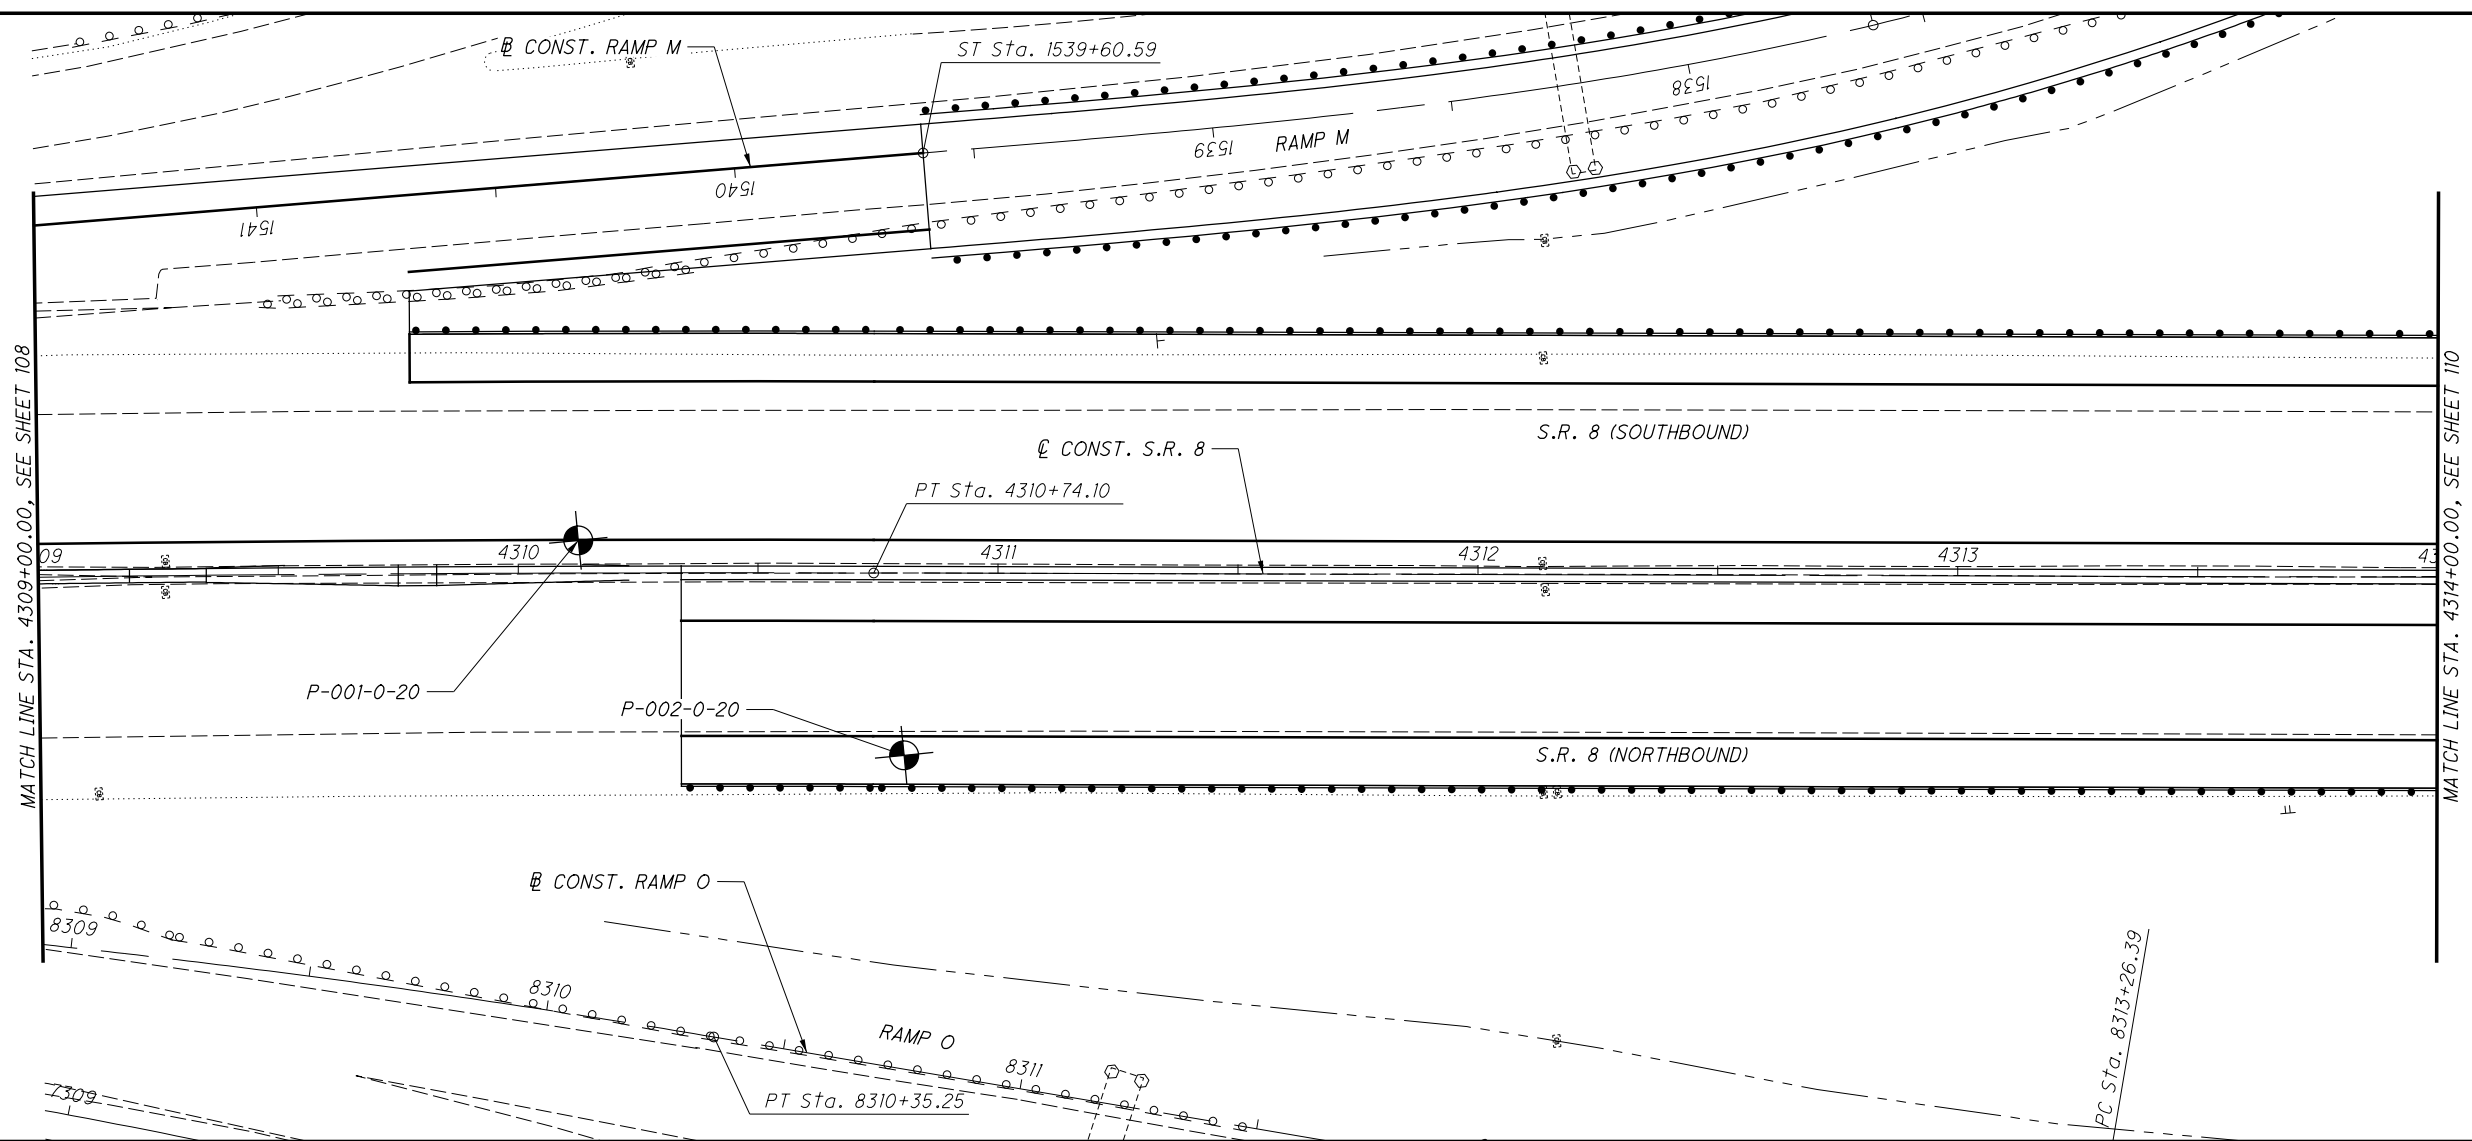 ℄ CONST. RAMP M
ST Sta. 1539+60.59
1538
1539
RAMP M
1540
1541
S.R. 8 (SOUTHBOUND)
℄ CONST. S.R. 8
PT Sta. 4310+74.10
09
4310
4311
4312
4313
43
P-001-0-20
P-002-0-20
S.R. 8 (NORTHBOUND)
MATCH LINE STA. 4309+00.00, SEE SHEET 108
MATCH LINE STA. 4314+00.00, SEE SHEET 110
BL CONST. RAMP O
8309
8310
RAMP O
8311
PT Sta. 8310+35.25
PC Sta. 8313+26.39
7309